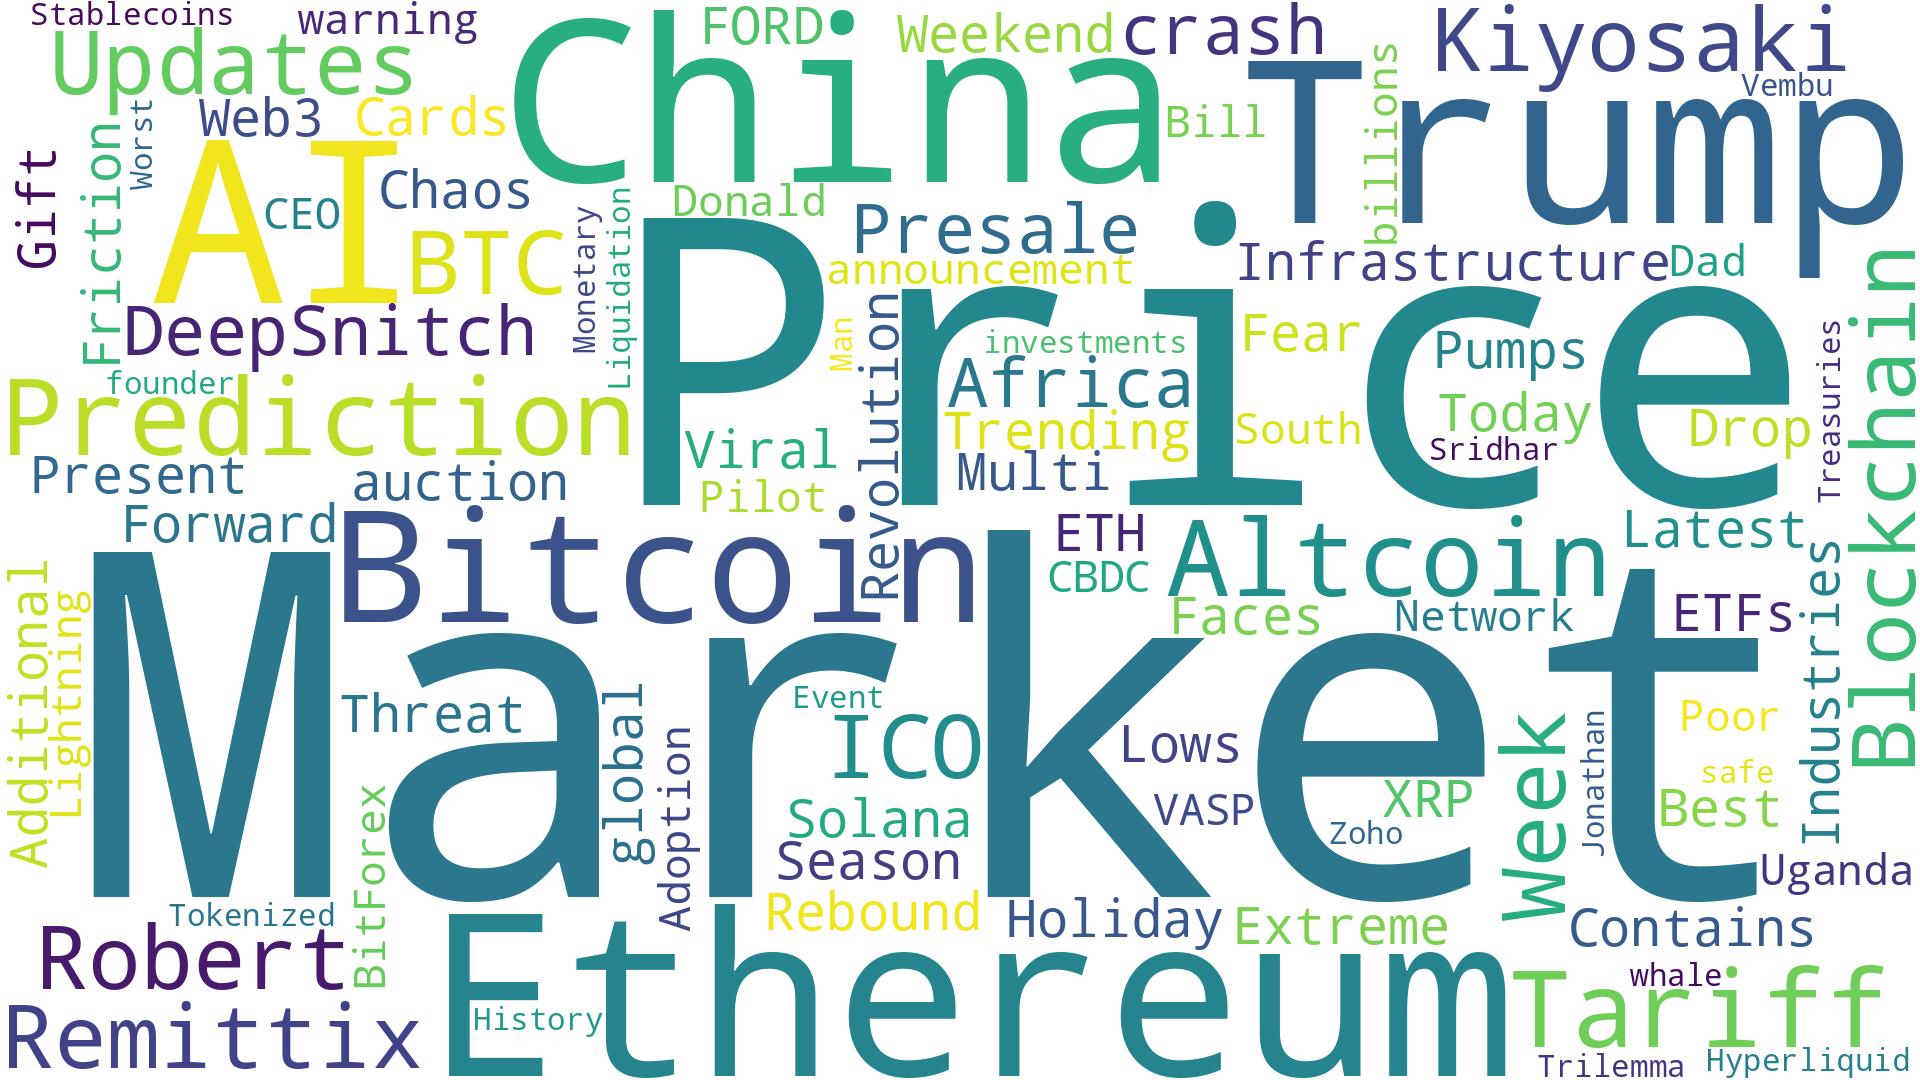 Stablecoins
warning
Updates
China
FORD
Weekend
crash
Kiyosaki
Trump
Vembu
Web3
Cards
Worst
Bill
billions
Friction
Gift
AI
CEO
Chaos
BTC
Donald
Monetary
Liquidation
Presale
announcement
Infrastructure
Dad
DeepSnitch
Price
Man
Revolution
investments
Fear
Pumps
Africa
founder
Prediction
Trending
South
Today
Sridhar
Drop
Treasuries
Blockchain
Viral
Pilot
Multi
Present
auction
Forward
Bitcoin
ETH
CBDC
Altcoin
Latest
Faces
Network
ETFs
Industries
Additional
Lightning
Market
Threat
global
Adoption
Event
ICO
Lows
VASP
XRP
Zoho
Week
Jonathan
Poor
safe
Best
Solana
Season
Uganda
BitForex
Tokenized
Rebound
Holiday
Extreme
Contains
Robert
Ethereum
whale
Tariff
Remittix
History
Trilemma
Hyperliquid